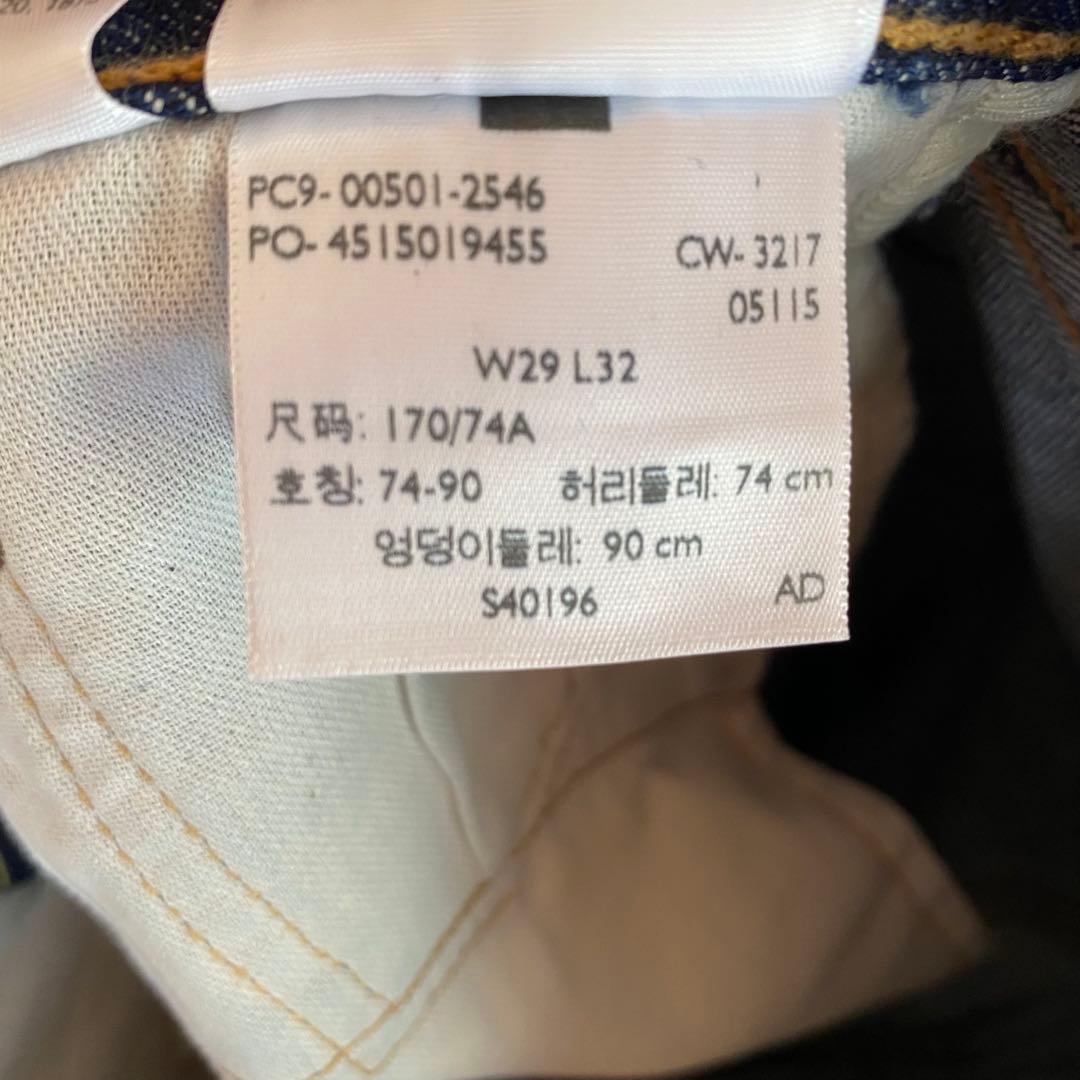 PC9- 00501-2546
PO- 4515019455
CW- 3217
05115
W29 L32
尺码: 170/74A
호칭: 74-90 허리둘레: 74 cm
엉덩이둘레: 90 cm
S40196
AD